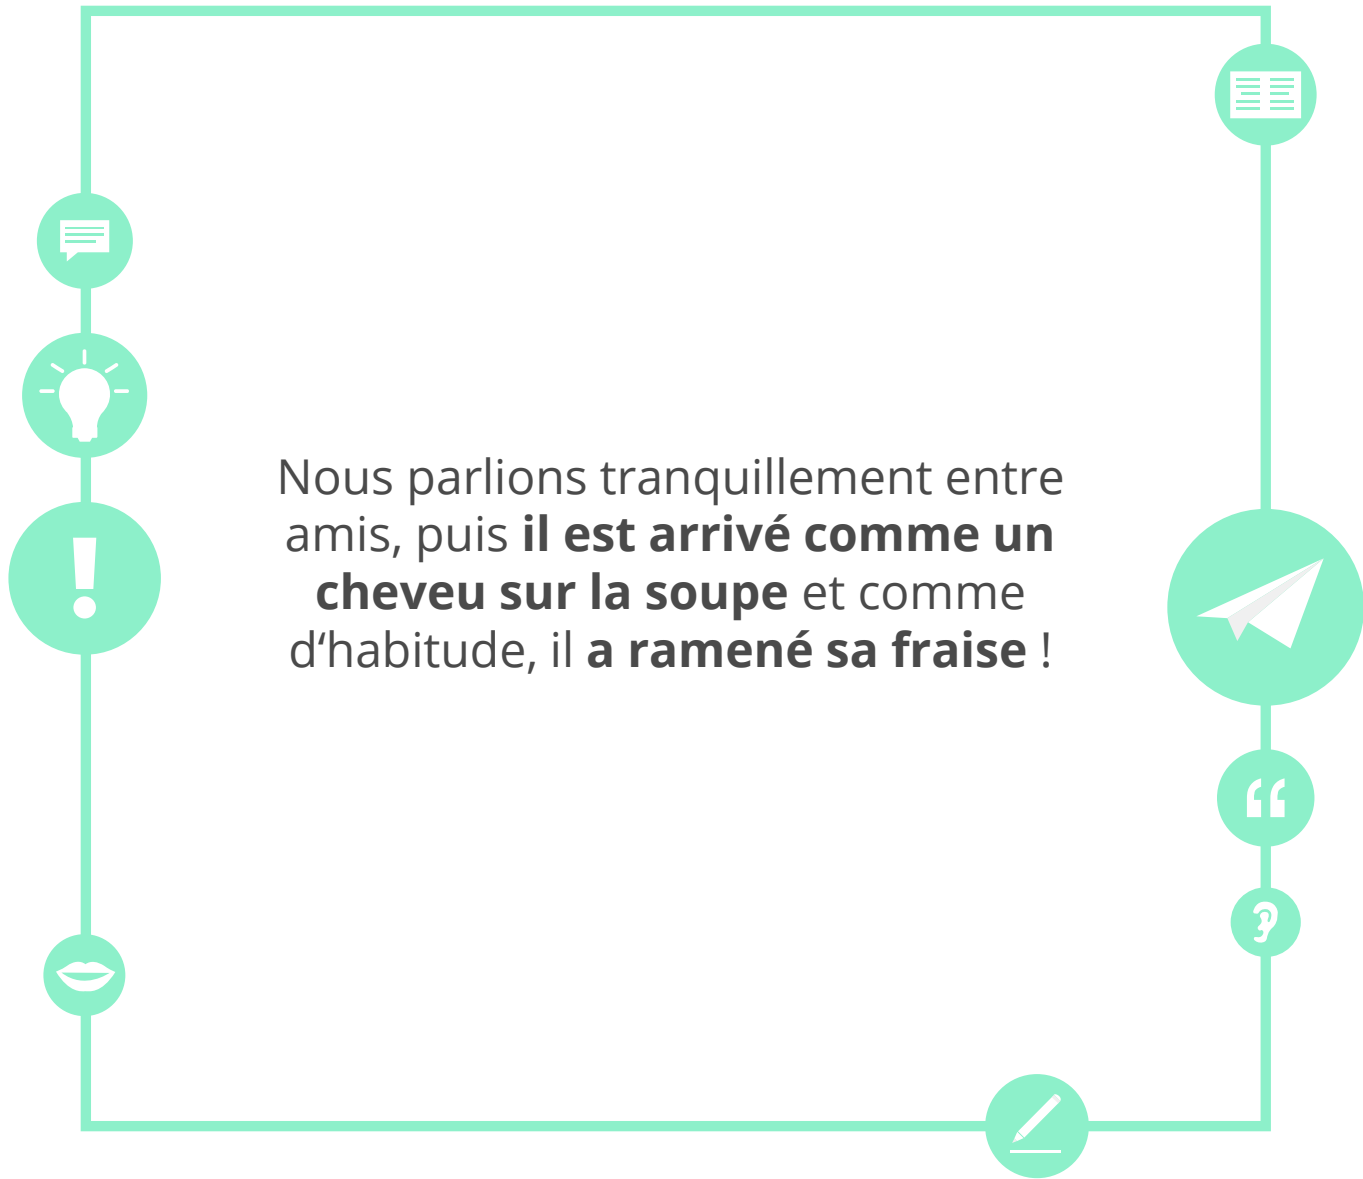 Nous parlions tranquillement entre
amis, puis il est arrivé comme un
cheveu sur la soupe et comme
d‘habitude, il a ramené sa fraise !